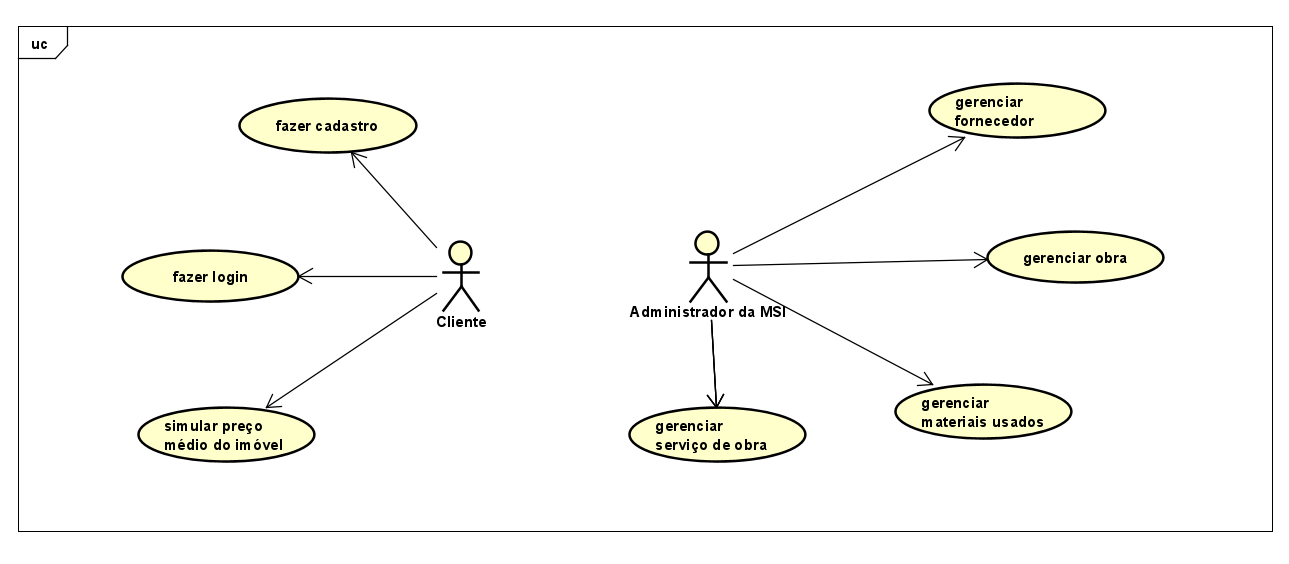 uc
fazer cadastro
fazer login
Cliente
simular preço
médio do imóvel
gerenciar
fornecedor
gerenciar obra
Administrador da MSI
gerenciar
materiais usados
gerenciar
serviço de obra